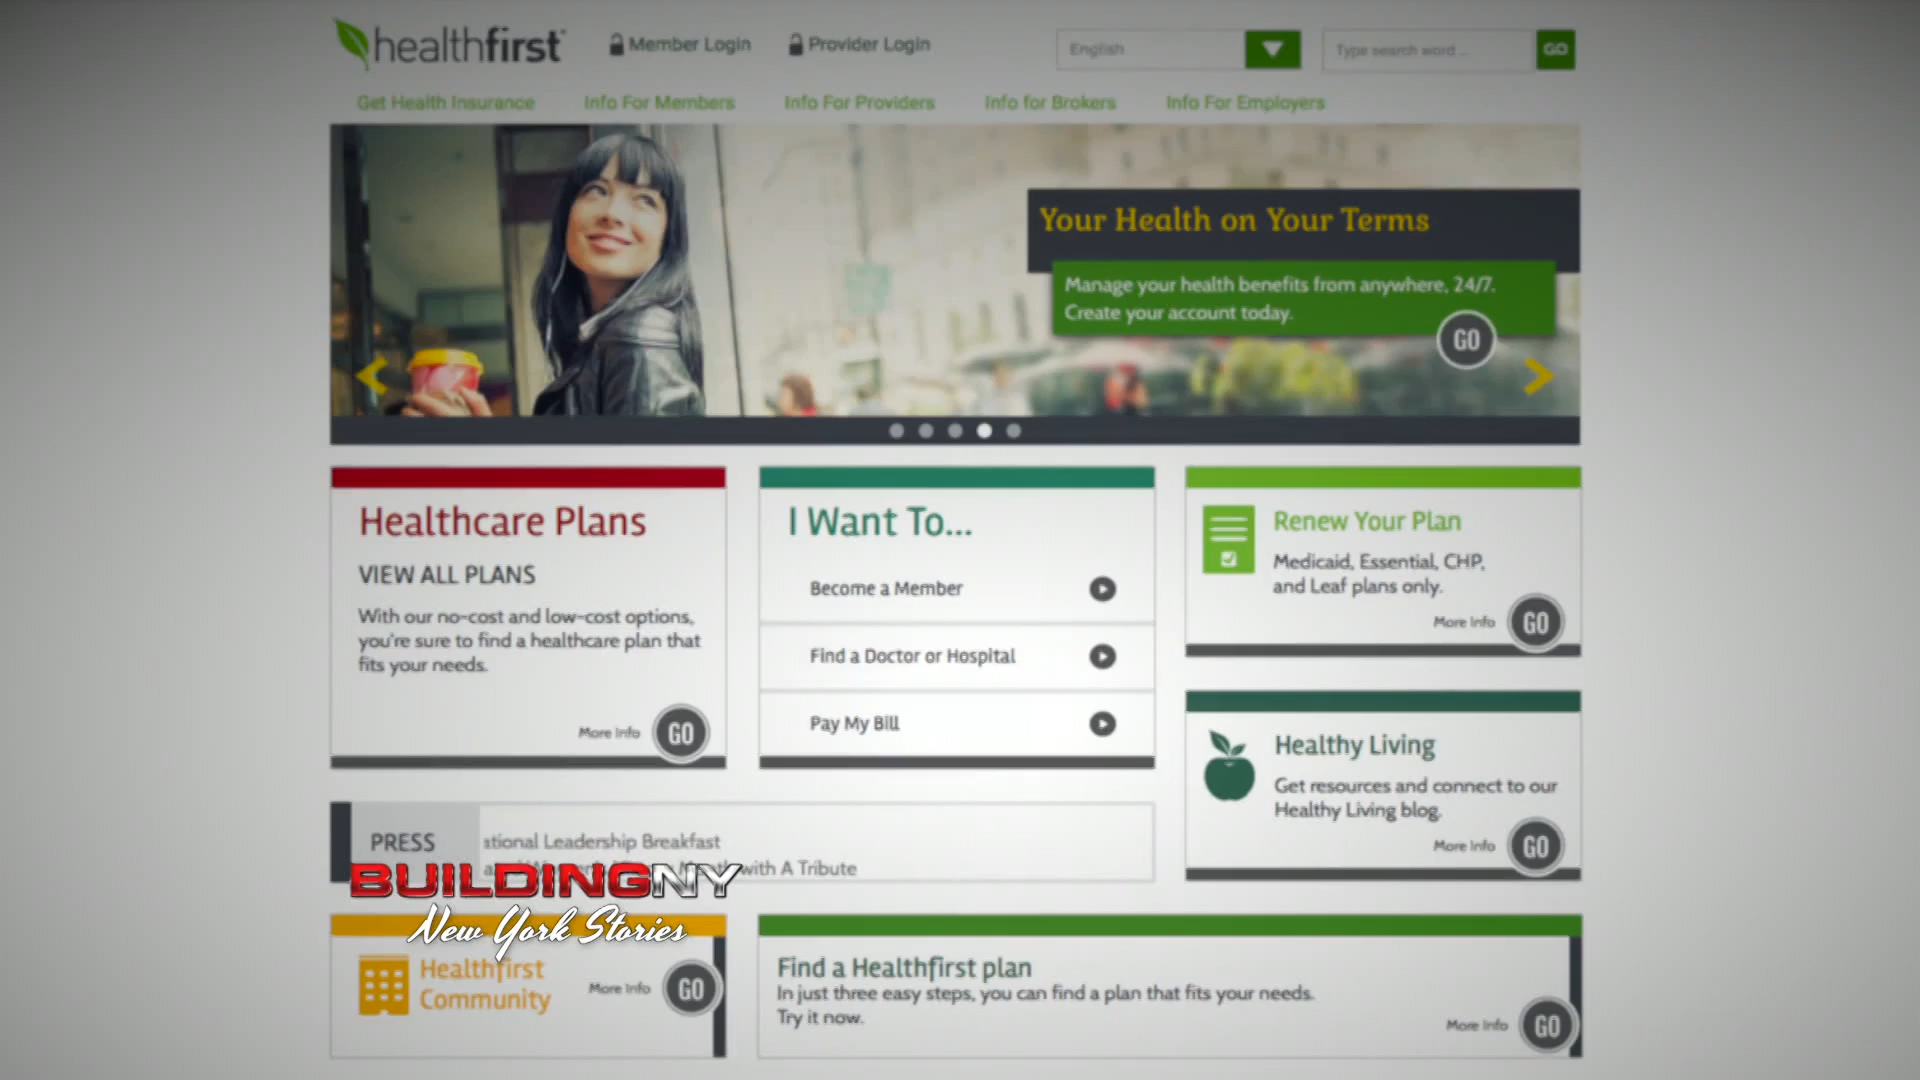 healthfirst
Member Login
Provider Login
English
Type search word ...
GO
Get Health Insurance
Info For Members
Info For Providers
Info for Brokers
Info For Employers
Your Health on Your Terms
Manage your health benefits from anywhere, 24/7.
Create your account today.
GO
Healthcare Plans
VIEW ALL PLANS
With our no-cost and low-cost options,
you're sure to find a healthcare plan that
fits your needs.
More Info GO
I Want To...
Become a Member
Find a Doctor or Hospital
Pay My Bill
Renew Your Plan
Medicaid, Essential, CHP,
and Leaf plans only.
More Info GO
Healthy Living
Get resources and connect to our
Healthy Living blog.
More Info GO
PRESS
ational Leadership Breakfast
with A Tribute
BUILDINGNY
New York Stories
Healthfirst
Community
More Info GO
Find a Healthfirst plan
In just three easy steps, you can find a plan that fits your needs.
Try it now.
More Info GO